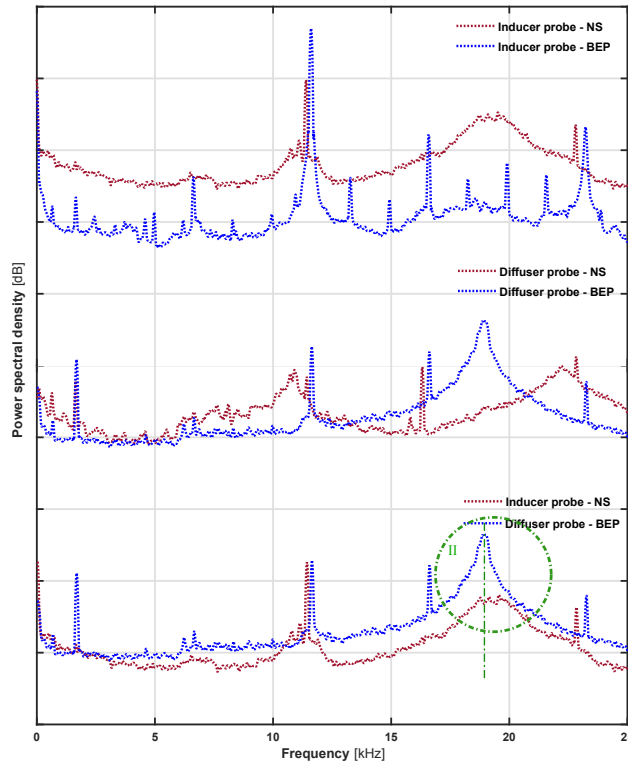 Inducer probe - NS
Inducer probe - BEP
Diffuser probe - NS
Diffuser probe - BEP
Inducer probe - NS
Diffuser probe - BEP
II
Power spectral density [dB]
0 5 10 15 20 25
Frequency [kHz]